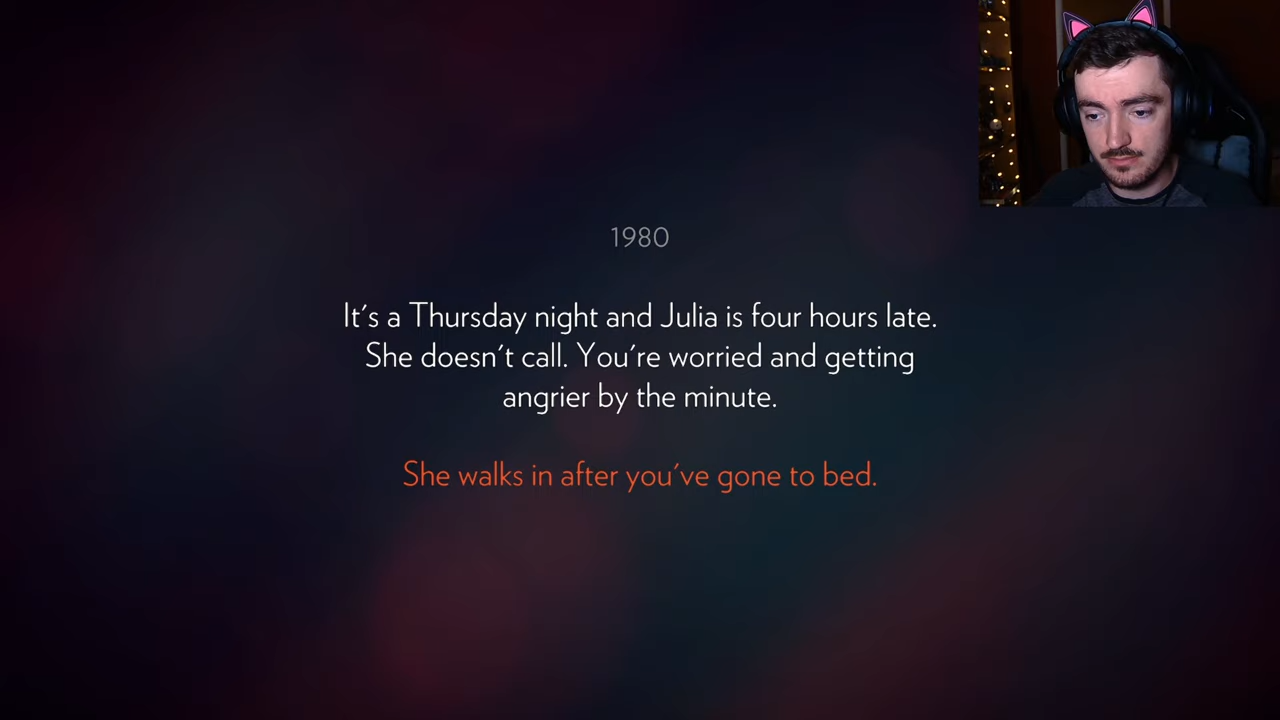 1980
It's a Thursday night and Julia is four hours late.
She doesn't call. You're worried and getting
angrier by the minute.
She walks in after you've gone to bed.